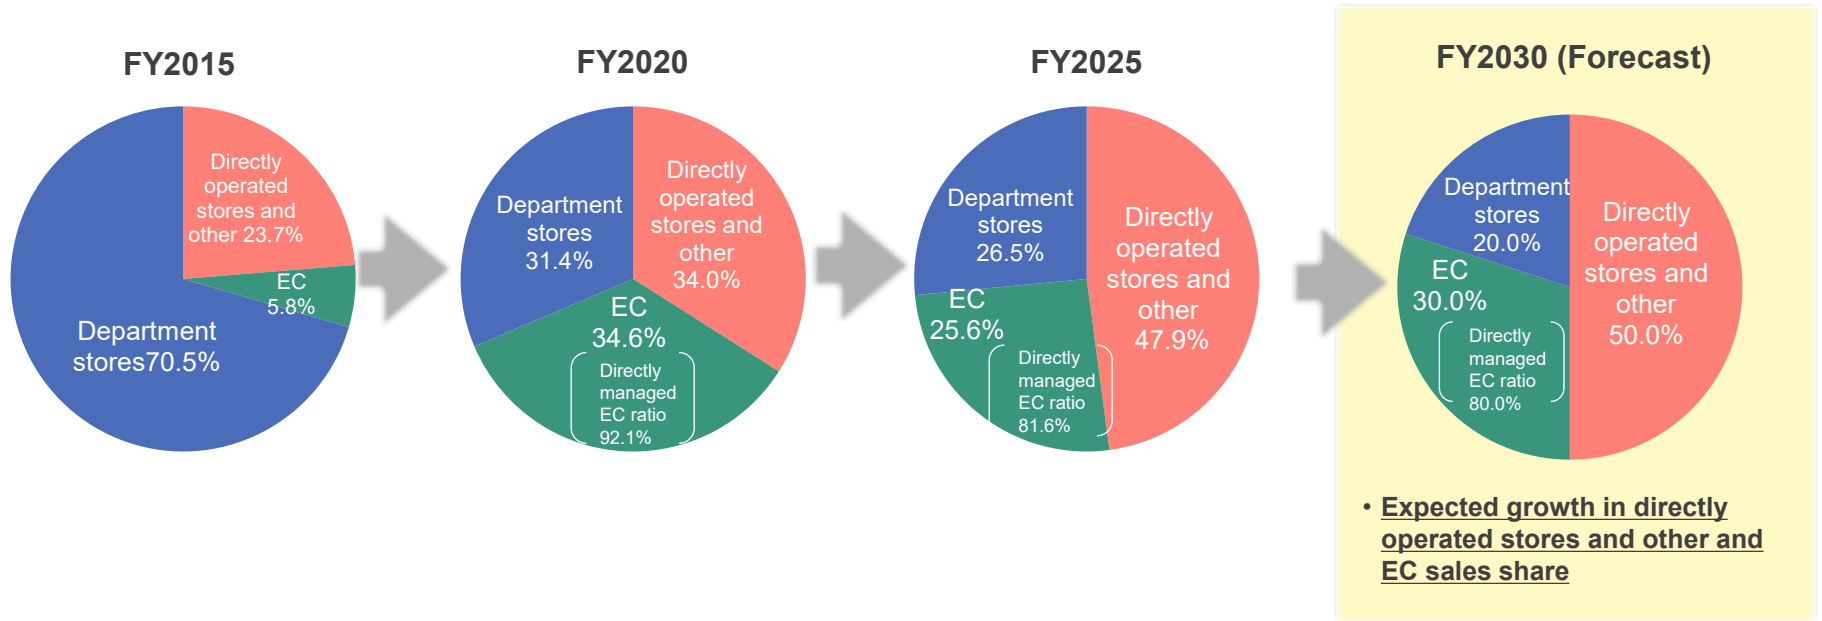 FY2015
Directly
operated
stores and
other 23.7%
EC
5.8%
Department
stores70.5%
FY2020
Department
stores
31.4%
Directly
operated
stores and
other
34.0%
EC
34.6%
Directly
managed
EC ratio
92.1%
FY2025
Department
stores
26.5%
Directly
operated
stores and
other
47.9%
EC
25.6%
Directly
managed
EC ratio
81.6%
FY2030 (Forecast)
Department
stores
20.0%
Directly
operated
stores and
other
50.0%
EC
30.0%
Directly
managed
EC ratio
80.0%
• Expected growth in directly
operated stores and other and
EC sales share